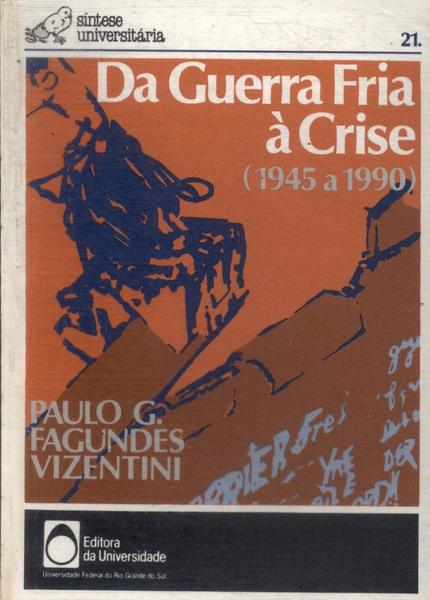 síntese
universitária
21.
Da Guerra Fria
à Crise
(1945 a 1990)
PAULO G.
FAGUNDES
VIZENTINI
Editora
da Universidade
Universidade Federal do Rio Grande do Sul